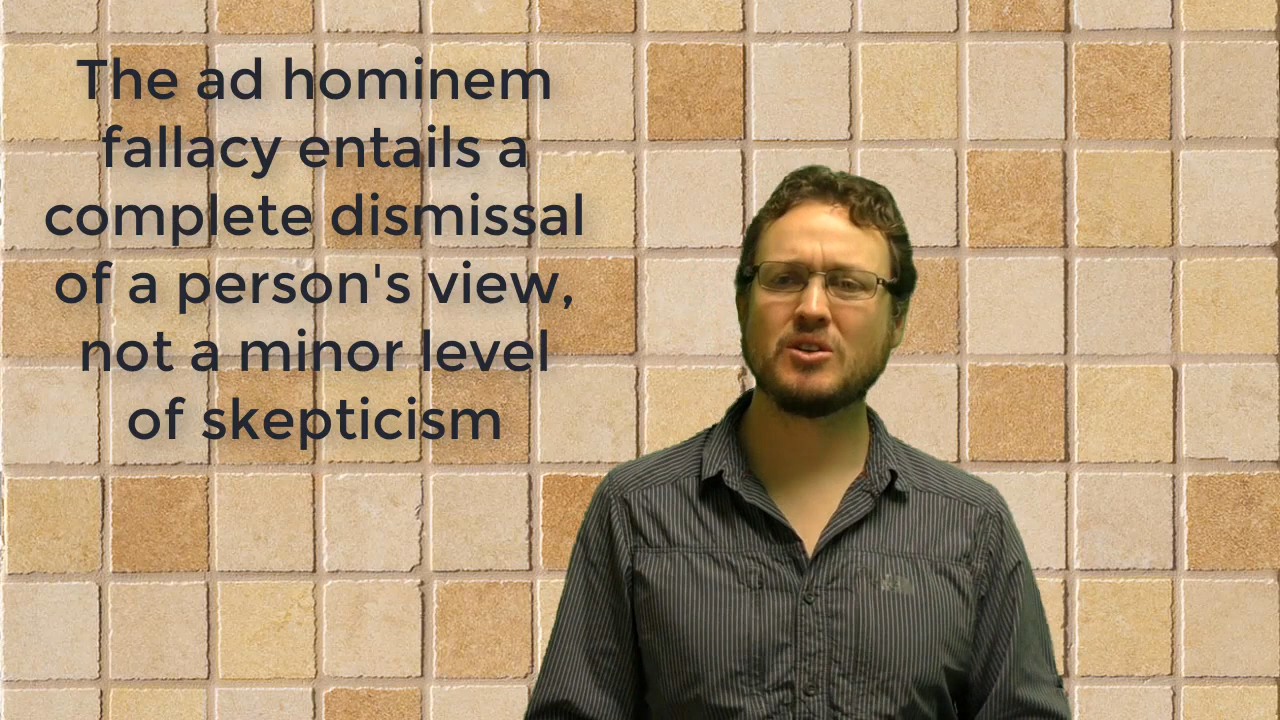 The ad hominem
fallacy entails a
complete dismissal
of a person's view,
not a minor level
of skepticism